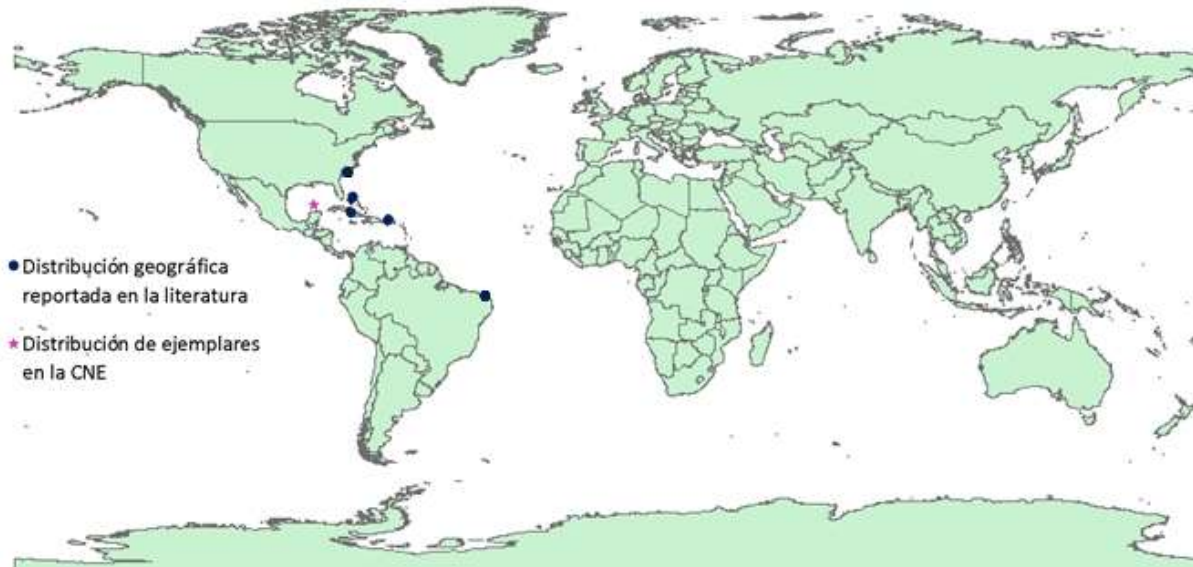 Distribución geográfica
reportada en la literatura
Distribución de ejemplares
en la CNE